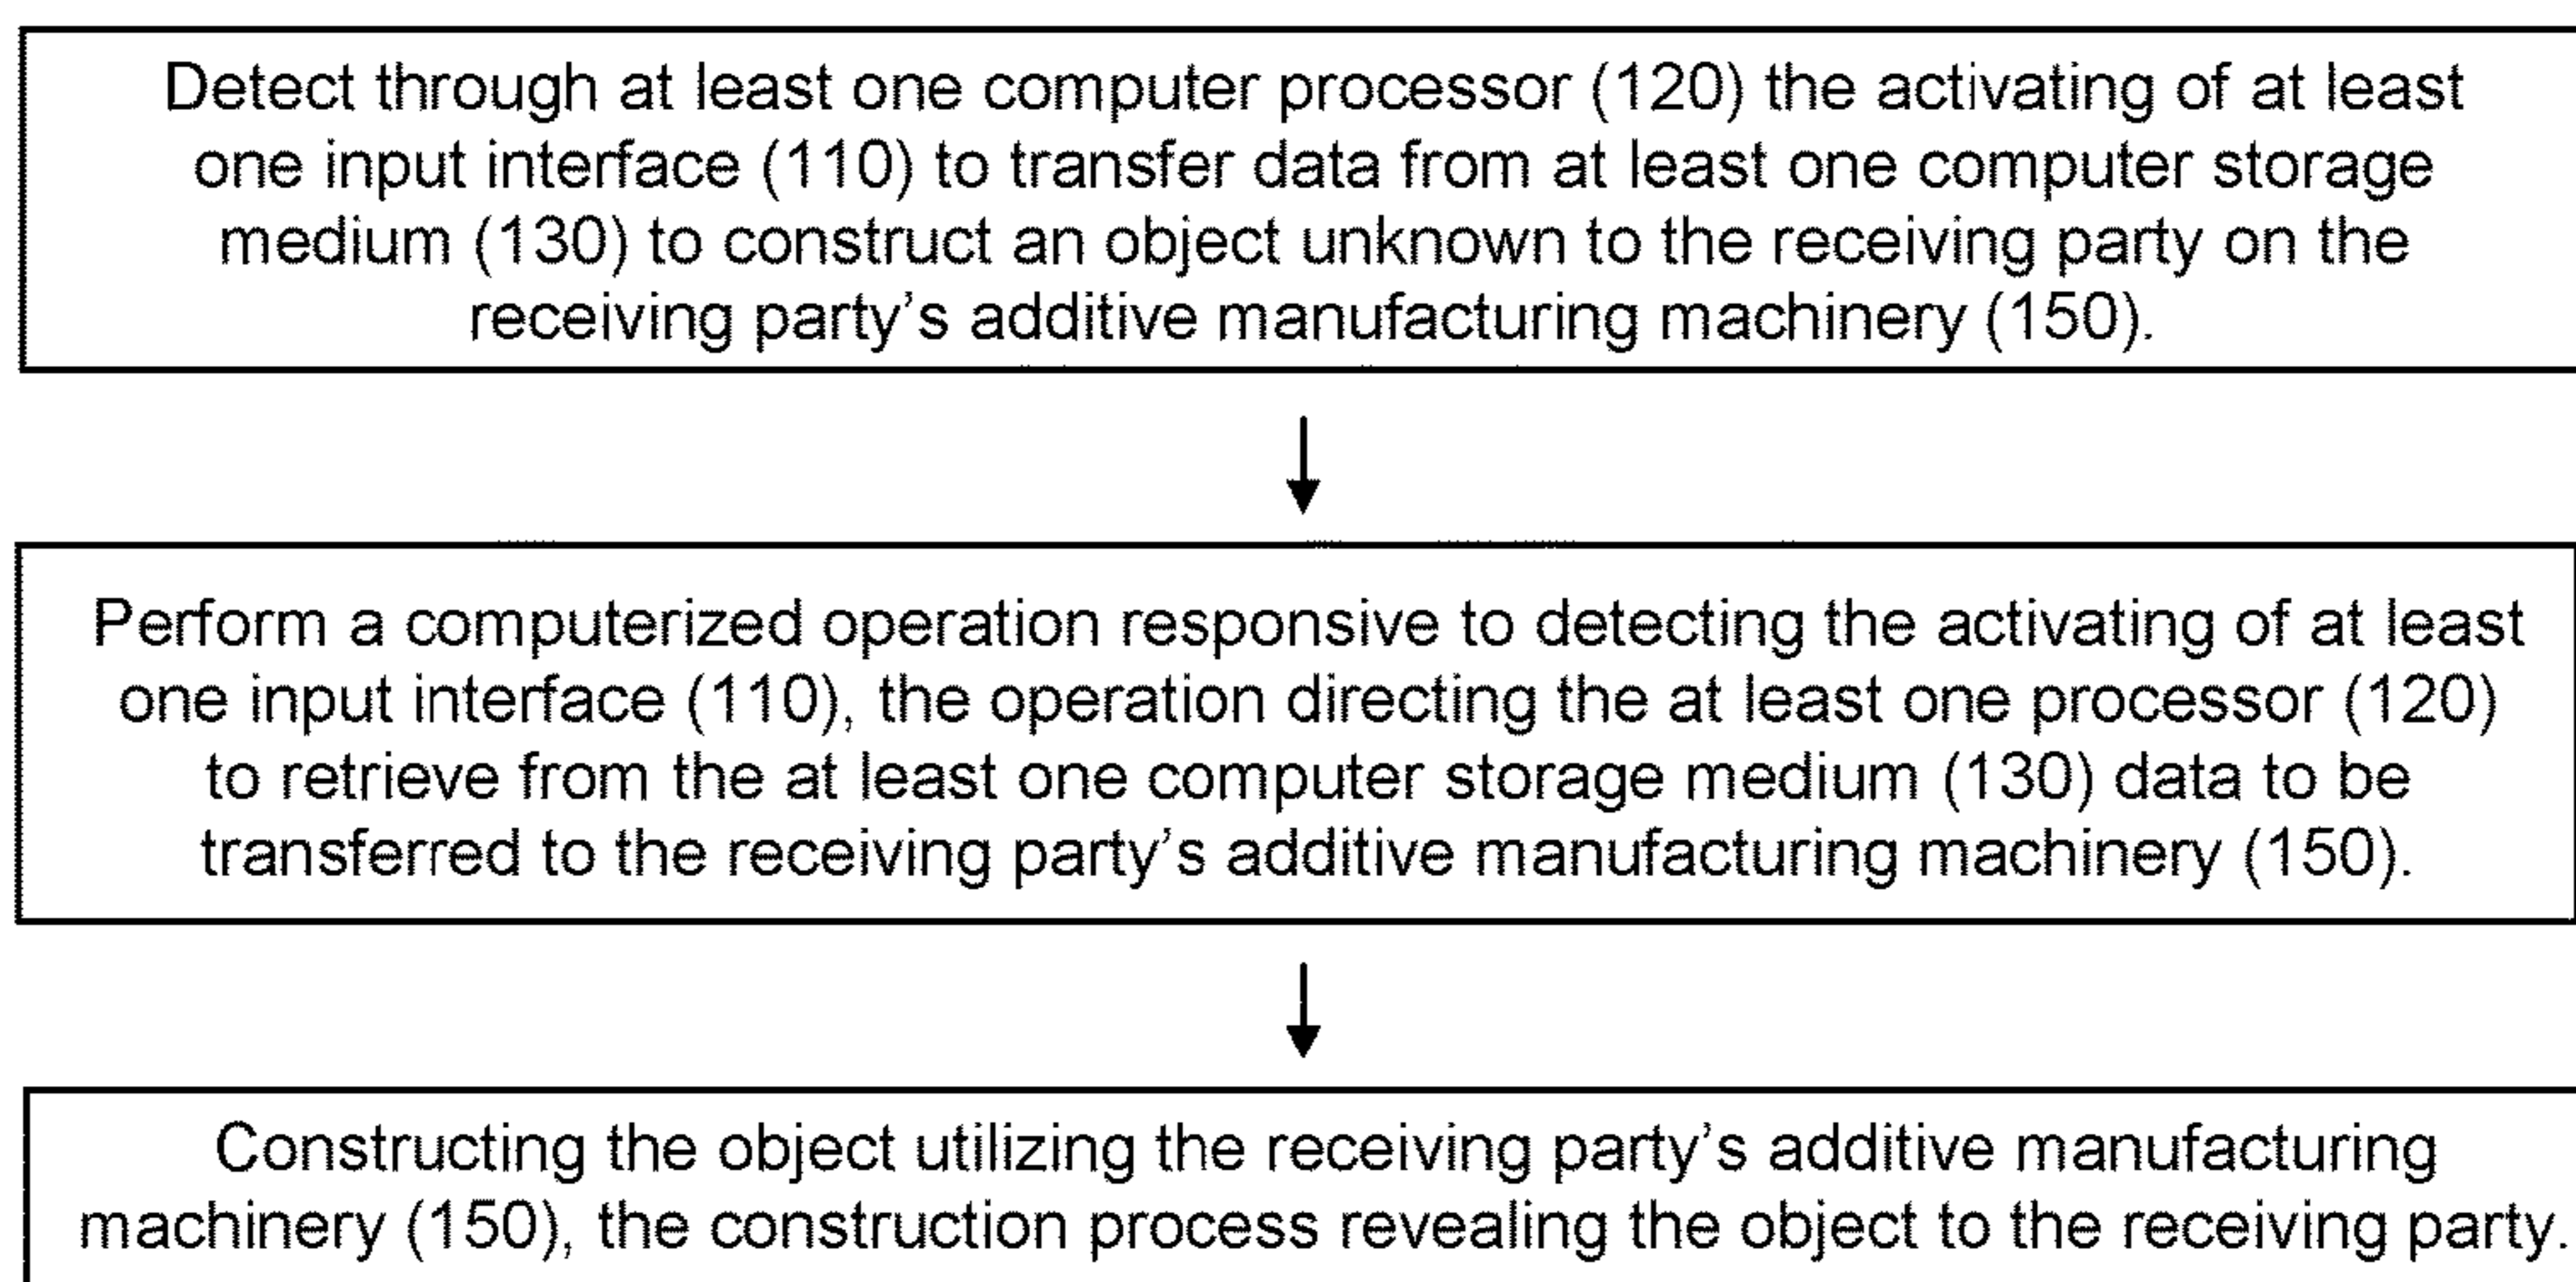 Detect through at least one computer processor (120) the activating of at least
one input interface (110) to transfer data from at least one computer storage
medium (130) to construct an object unknown to the receiving party on the
receiving party's additive manufacturing machinery (150).
Perform a computerized operation responsive to detecting the activating of at least
one input interface (110), the operation directing the at least one processor (120)
to retrieve from the at least one computer storage medium (130) data to be
transferred to the receiving party's additive manufacturing machinery (150).
Constructing the object utilizing the receiving party's additive manufacturing
machinery (150), the construction process revealing the object to the receiving party.